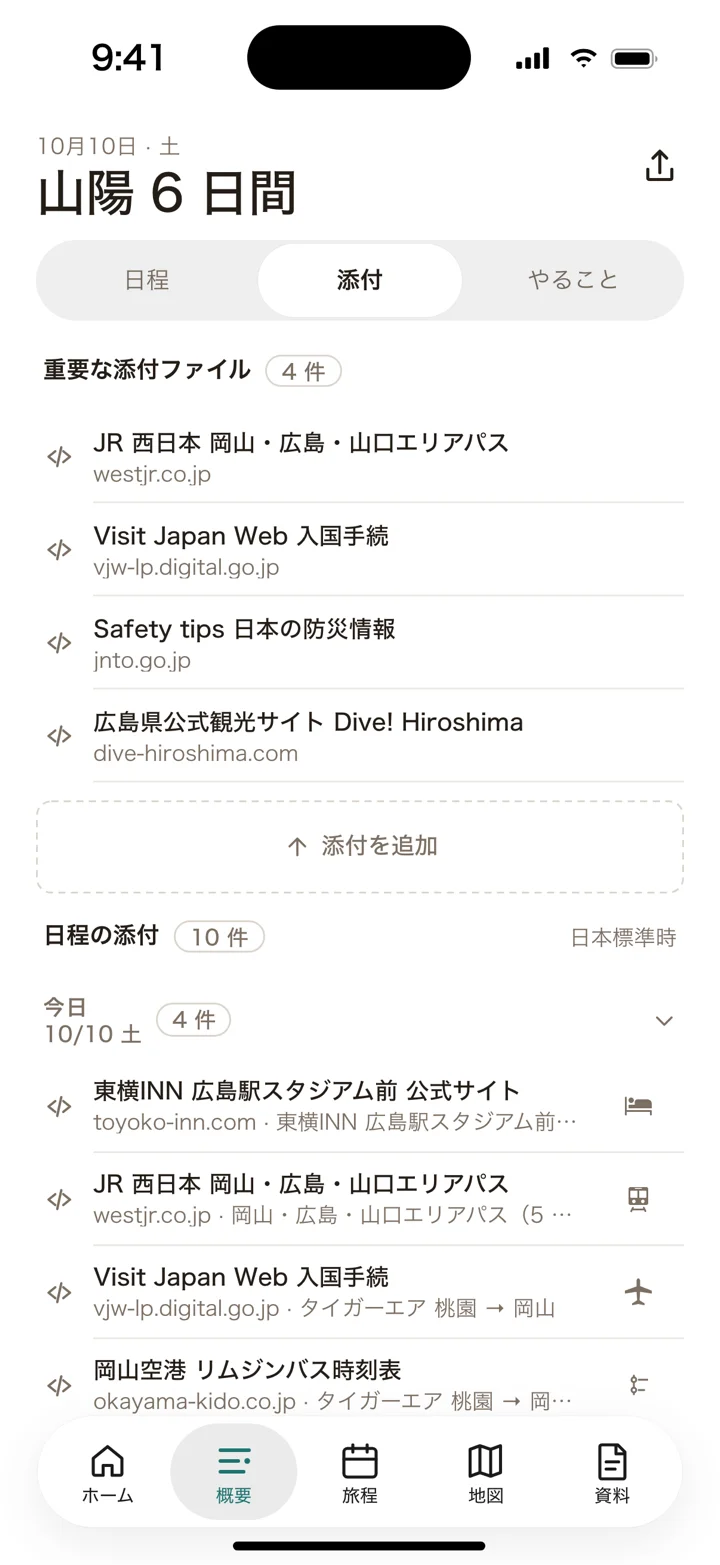 9:41
10月10日 · 土
山陽 6 日間
日程
添付
やること
重要な添付ファイル
4 件
JR 西日本 岡山・広島・山口エリアパス
westjr.co.jp
Visit Japan Web 入国手続
vjw-lp.digital.go.jp
Safety tips 日本の防災情報
jnto.go.jp
広島県公式観光サイト Dive! Hiroshima
dive-hiroshima.com
添付を追加
日程の添付
10 件
日本標準時
今日
10/10 土
4 件
東横INN 広島駅スタジアム前 公式サイト
toyoko-inn.com · 東横INN 広島駅スタジアム前…
JR 西日本 岡山・広島・山口エリアパス
westjr.co.jp · 岡山・広島・山口エリアパス（5 …
Visit Japan Web 入国手続
vjw-lp.digital.go.jp · タイガーエア 桃園 → 岡山
岡山空港 リムジンバス時刻表
okayama-kido.co.jp · タイガーエア 桃園 → 岡…
ホーム
概要
旅程
地図
資料